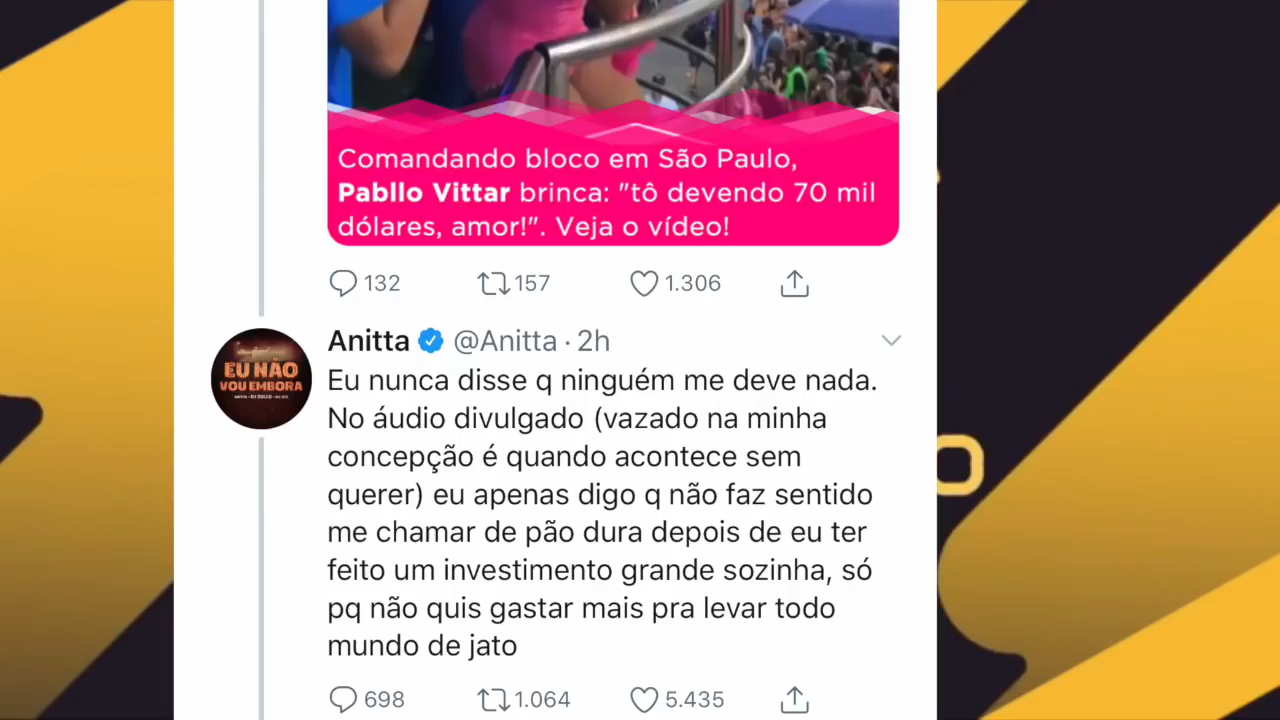 Comandando bloco em São Paulo,
Pabllo Vittar brinca: "tô devendo 70 mil
dólares, amor!". Veja o vídeo!
132 157 1.306
Anitta @Anitta · 2h
EU NÃO
VOU EMBORA
Eu nunca disse q ninguém me deve nada.
No áudio divulgado (vazado na minha
concepção é quando acontece sem
querer) eu apenas digo q não faz sentido
me chamar de pão dura depois de eu ter
feito um investimento grande sozinha, só
pq não quis gastar mais pra levar todo
mundo de jato
698 1.064 5.435